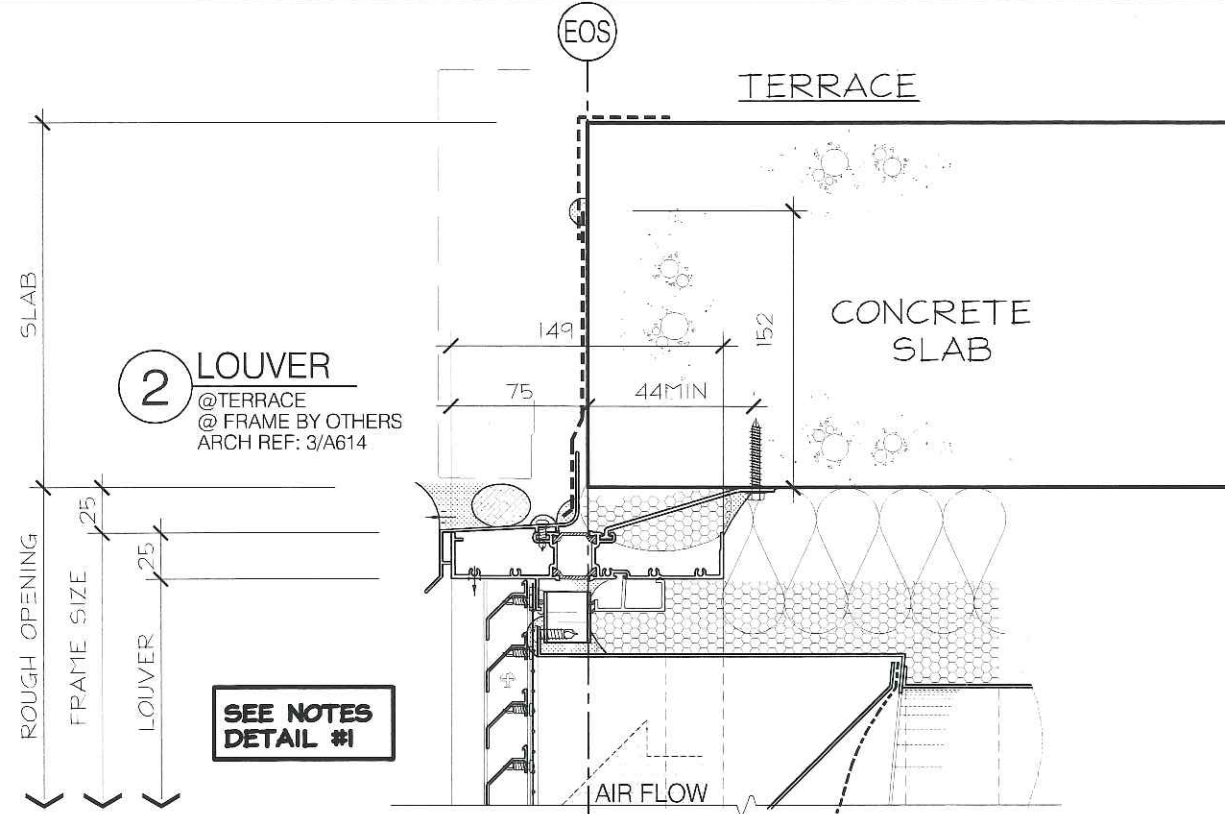 EOS
TERRACE
SLAB
149
152
CONCRETE
SLAB
2
LOUVER
@TERRACE
@ FRAME BY OTHERS
ARCH REF: 3/A614
75
44MIN
25
25
ROUGH OPENING
FRAME SIZE
LOUVER
SEE NOTES
DETAIL #1
AIR FLOW